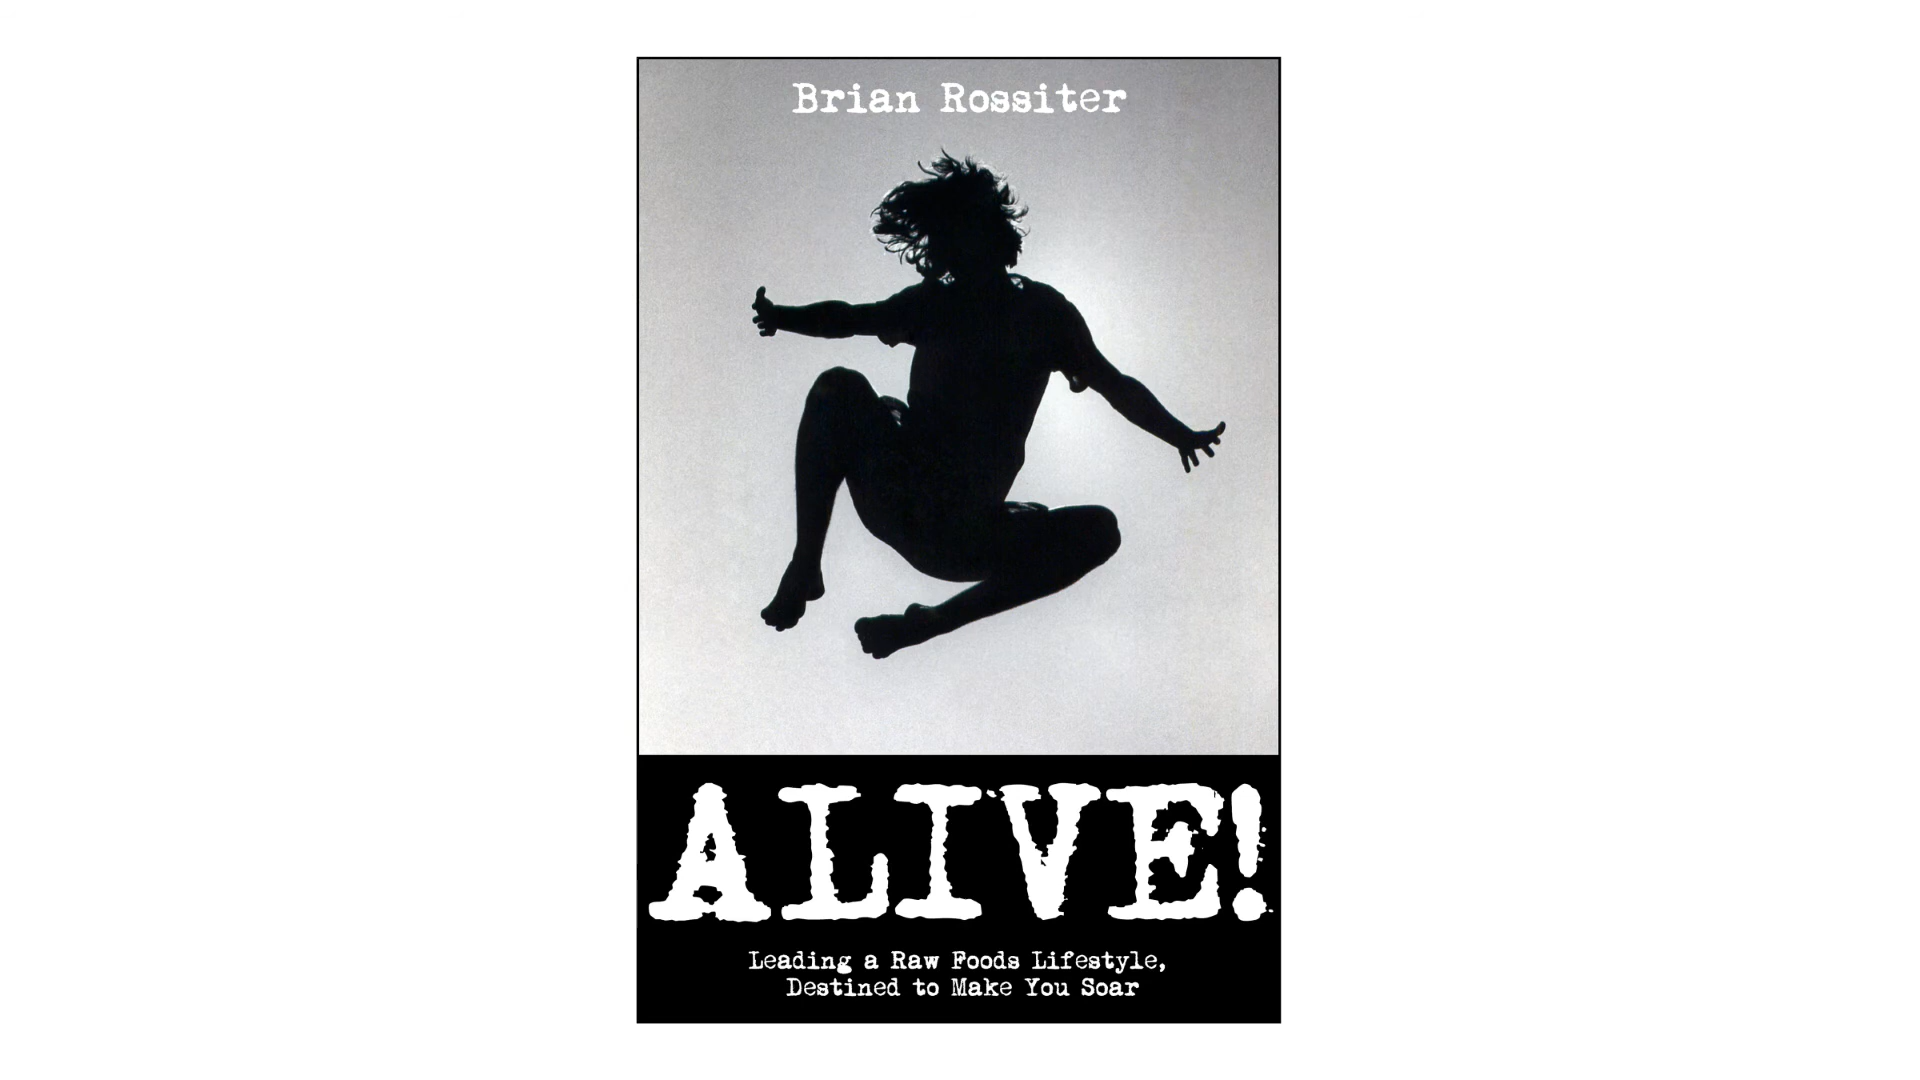 Brian Rossiter
ALIVE!
Leading a Raw Foods Lifestyle,
Destined to Make You Soar